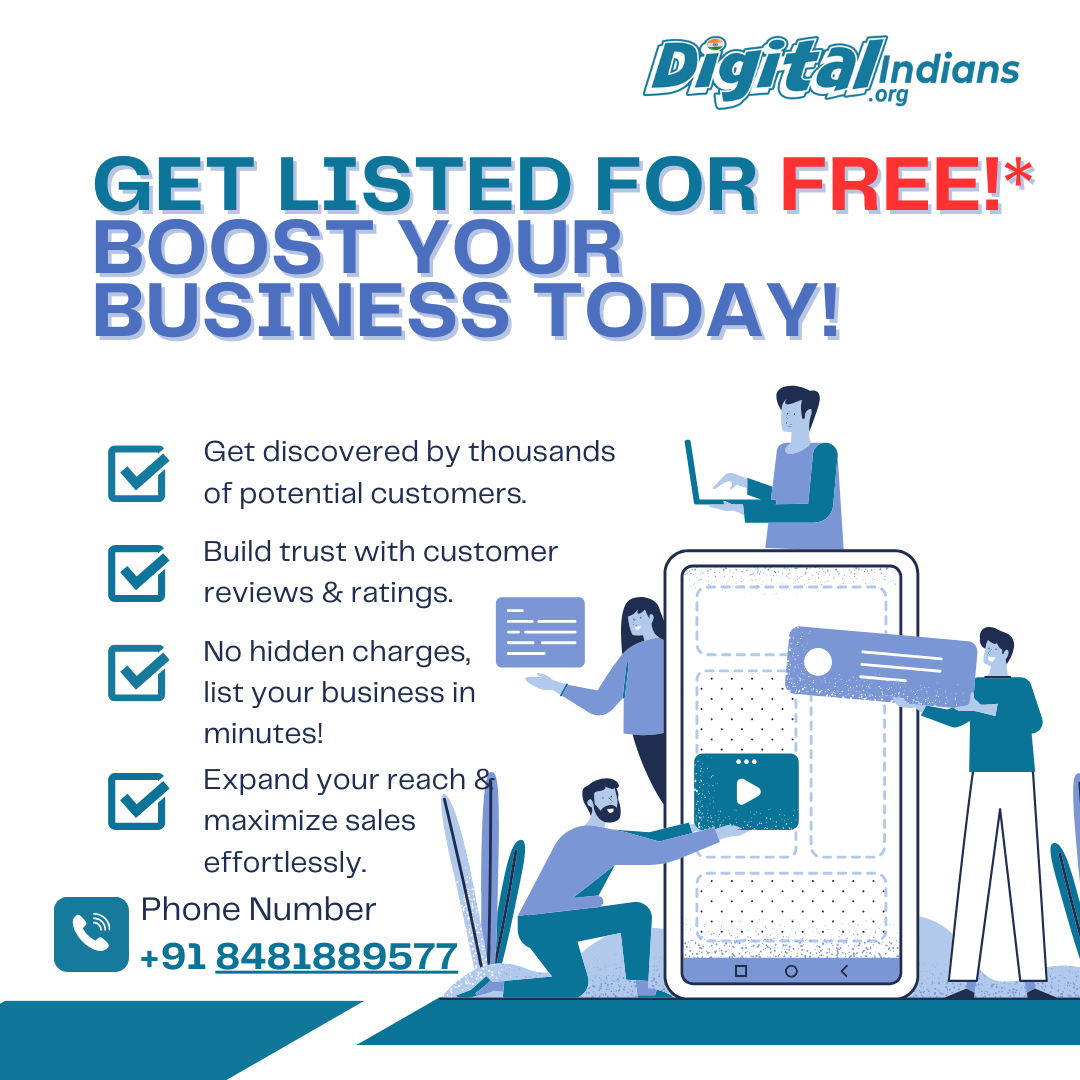 Digital Indians
.org
GET LISTED FOR FREE!*
BOOST YOUR
BUSINESS TODAY!
Get discovered by thousands
of potential customers.
Build trust with customer
reviews & ratings.
No hidden charges,
list your business in
minutes!
Expand your reach &
maximize sales
effortlessly.
Phone Number
+91 8481889577